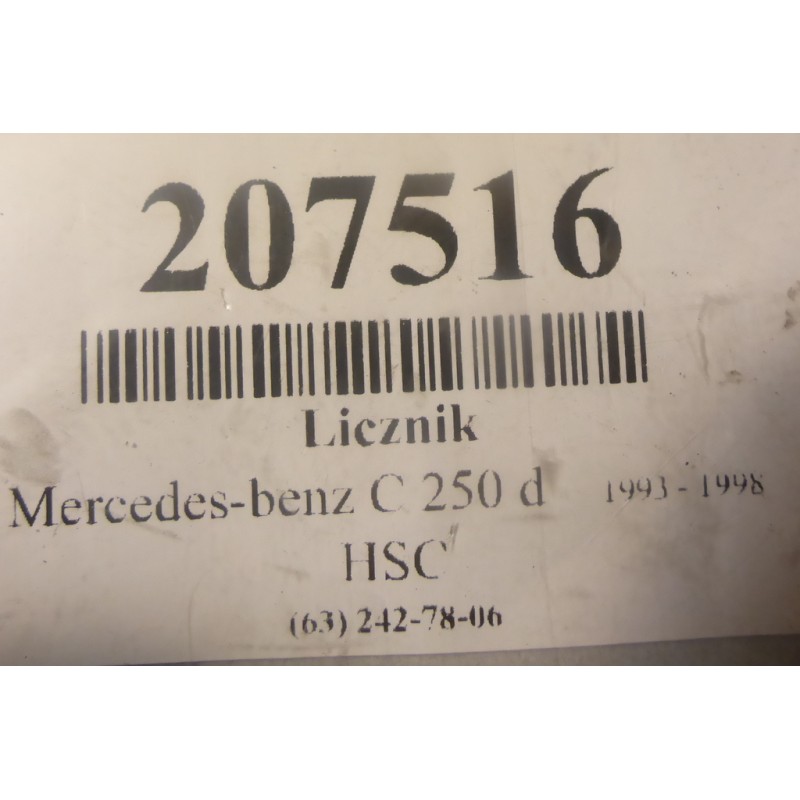 207516
Licznik
Mercedes-benz C 250 d 1993 - 1998
HSC
(63) 242-78-06